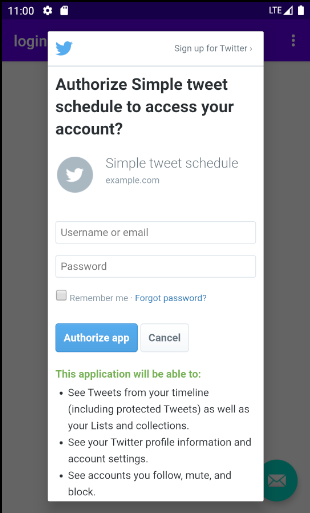 11:00
LTE
login
Sign up for Twitter ›
Authorize Simple tweet
schedule to access your
account?
Simple tweet schedule
example.com
Username or email
Password
Remember me · Forgot password?
Authorize app
Cancel
This application will be able to:
• See Tweets from your timeline
(including protected Tweets) as well as
your Lists and collections.
• See your Twitter profile information and
account settings.
• See accounts you follow, mute, and
block.